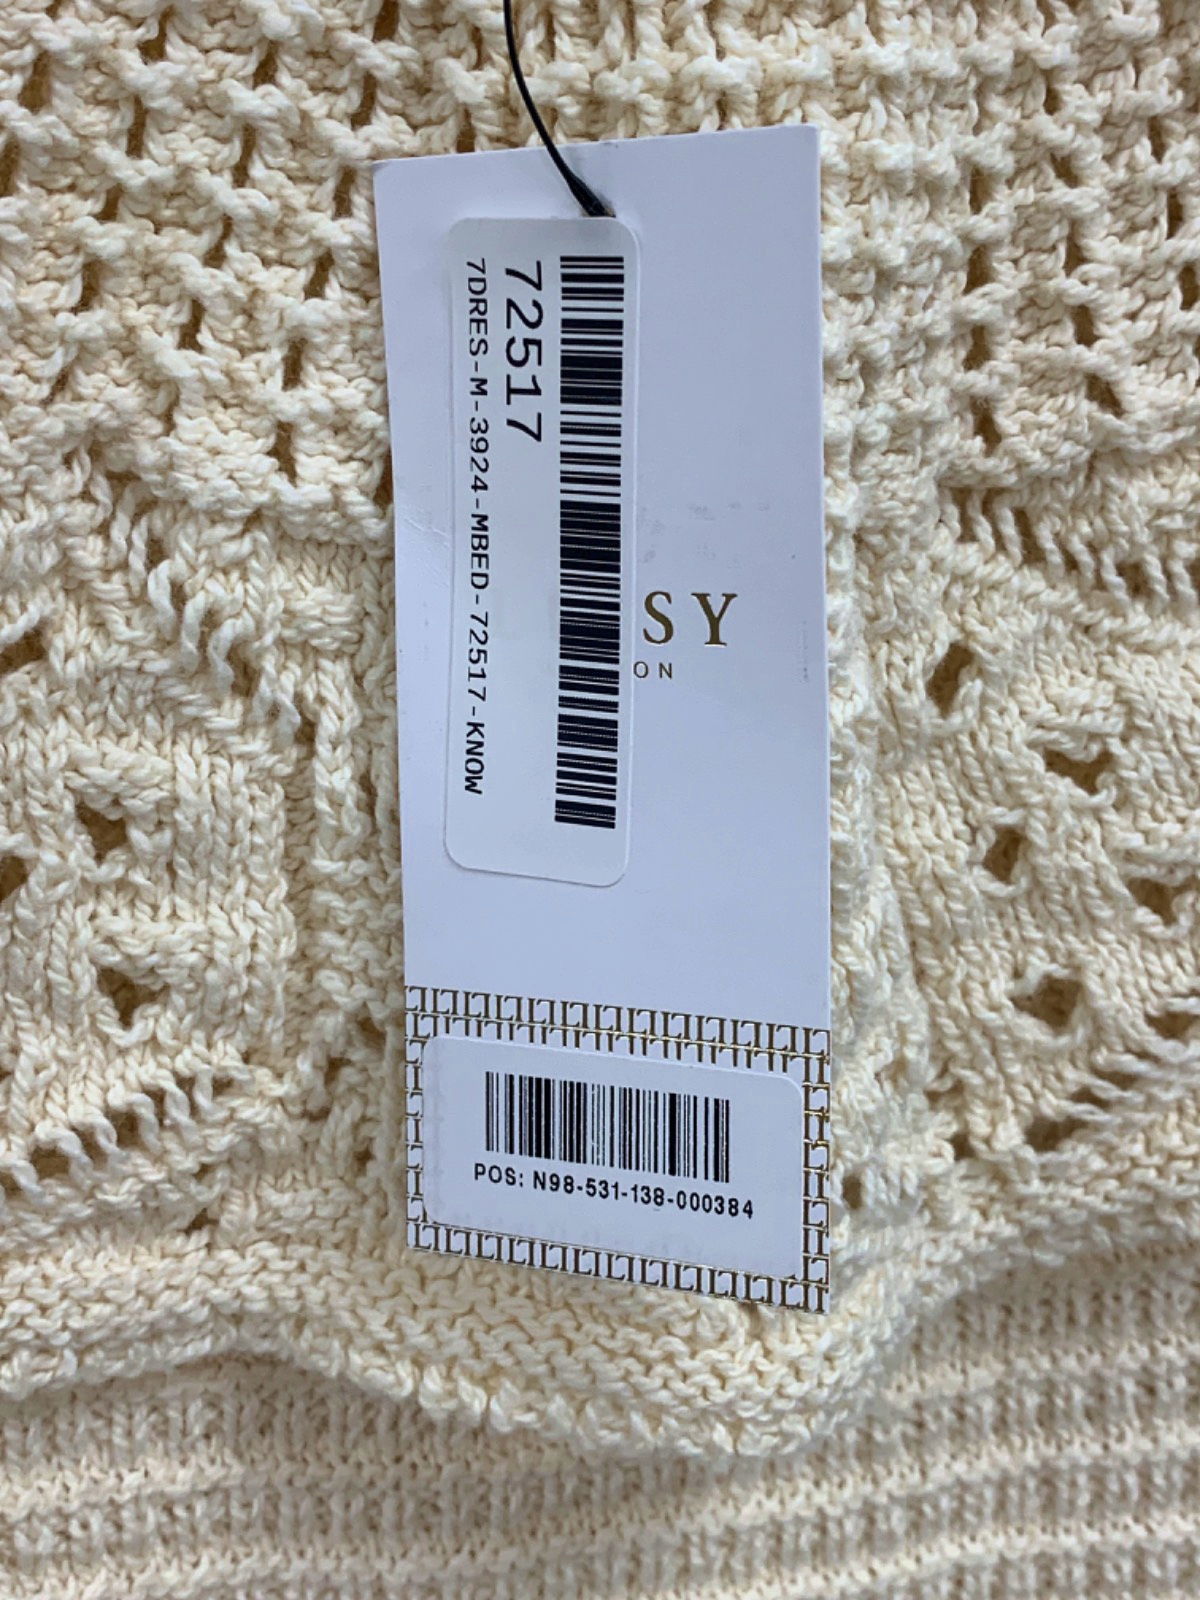 72517
7DRES-M-3924-MBED-72517-KNOW
SY
ON
POS: N98-531-138-000384